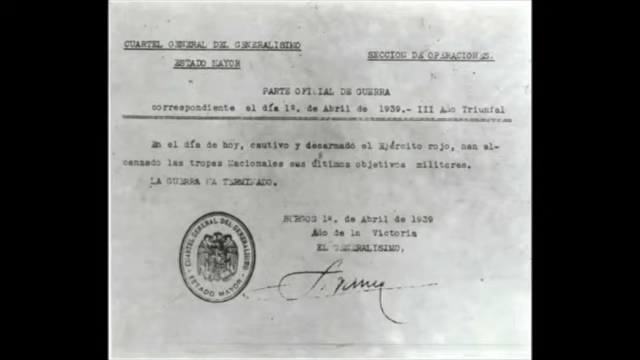 CUARTEL GENERAL DEL GENERALISIMO
ESTADO MAYOR
SECCION DE OPERACIONES.
PARTE OFICIAL DE GUERRA
correspondiente al día 1º. de Abril de 1939.- III Año Triunfal
En el día de hoy, cautivo y desarmado el Ejército rojo, han al-
canzado las tropas Nacionales sus últimos objetivos militares.
LA GUERRA HA TERMINADO.
BURGOS 1º. de Abril de 1939
Año de la Victoria
EL GENERALISIMO.
CUARTEL GENERAL DEL GENERALISIMO
ESTADO MAYOR